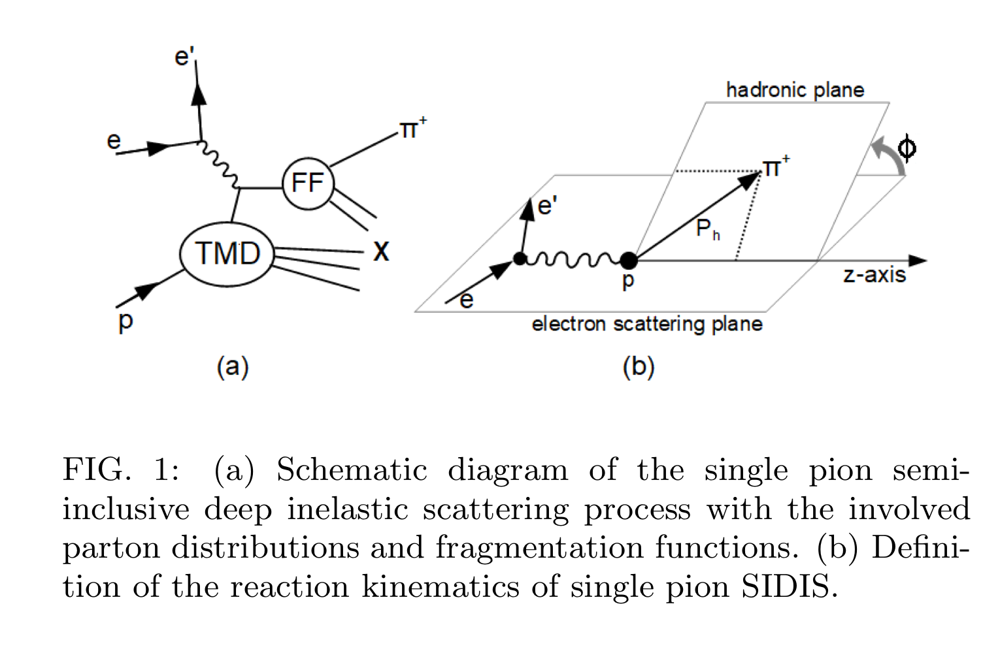 e'
e
π+
FF
TMD
X
p
(a)
hadronic plane
ϕ
π+
e'
Ph
p
z-axis
e
electron scattering plane
(b)
FIG. 1: (a) Schematic diagram of the single pion semi-
inclusive deep inelastic scattering process with the involved
parton distributions and fragmentation functions. (b) Defini-
tion of the reaction kinematics of single pion SIDIS.